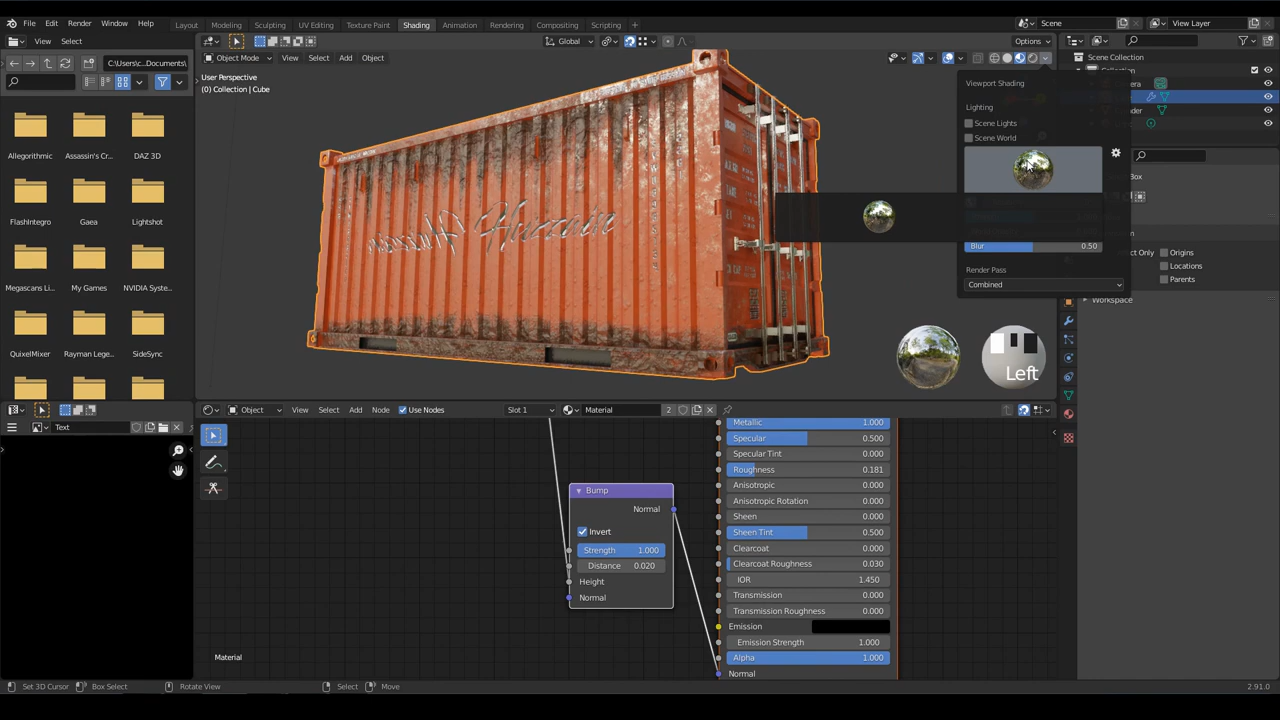 File Edit Render Window Help Layout Modeling Sculpting UV Editing Texture Paint Shading Animation Rendering Compositing Scripting + Scene View Layer
View Select
C:\users\c...Documents\
Global Options
Object Mode View Select Add Object
User Perspective
(0) Collection | Cube
Allegorithmic Assassin's Cr... DAZ 3D
FlashIntegro Gaea Lightshot
Megascans Li... My Games NVIDIA System...
QuixelMixer Rayman Lege... SideSync
Hussain
Scene Collection
Viewport Shading
Lighting
Scene Lights
Scene World
Blur 0.50
Render Pass
Combined
Box
ect Only Origins
Locations
Parents
Workspace
Left
Object View Select Add Node Use Nodes Slot 1 Material 2
Text
Bump
Normal
Invert
Strength 1.000
Distance 0.020
Height
Normal
Metallic 1.000
Specular 0.500
Specular Tint 0.000
Roughness 0.181
Anisotropic 0.000
Anisotropic Rotation 0.000
Sheen 0.000
Sheen Tint 0.500
Clearcoat 0.000
Clearcoat Roughness 0.030
IOR 1.450
Transmission 0.000
Transmission Roughness 0.000
Emission
Emission Strength 1.000
Alpha 1.000
Normal
Material
Set 3D Cursor Box Select Rotate View Select Move 2.91.0